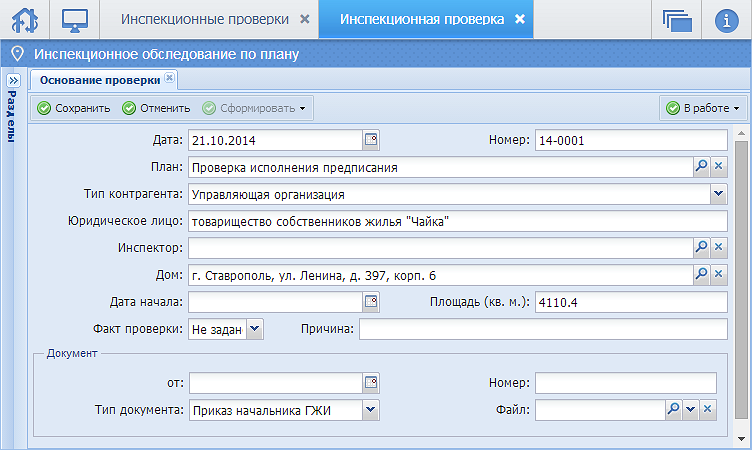 Инспекционные проверки Инспекционная проверка
Инспекционное обследование по плану
Основание проверки
Разделы
Сохранить Отменить Сформировать В работе
Дата: 21.10.2014 Номер: 14-0001
План: Проверка исполнения предписания
Тип контрагента: Управляющая организация
Юридическое лицо: товарищество собственников жилья "Чайка"
Инспектор:
Дом: г. Ставрополь, ул. Ленина, д. 397, корп. 6
Дата начала: Площадь (кв. м.): 4110.4
Факт проверки: Не задан Причина:
Документ
от: Номер:
Тип документа: Приказ начальника ГЖИ Файл: